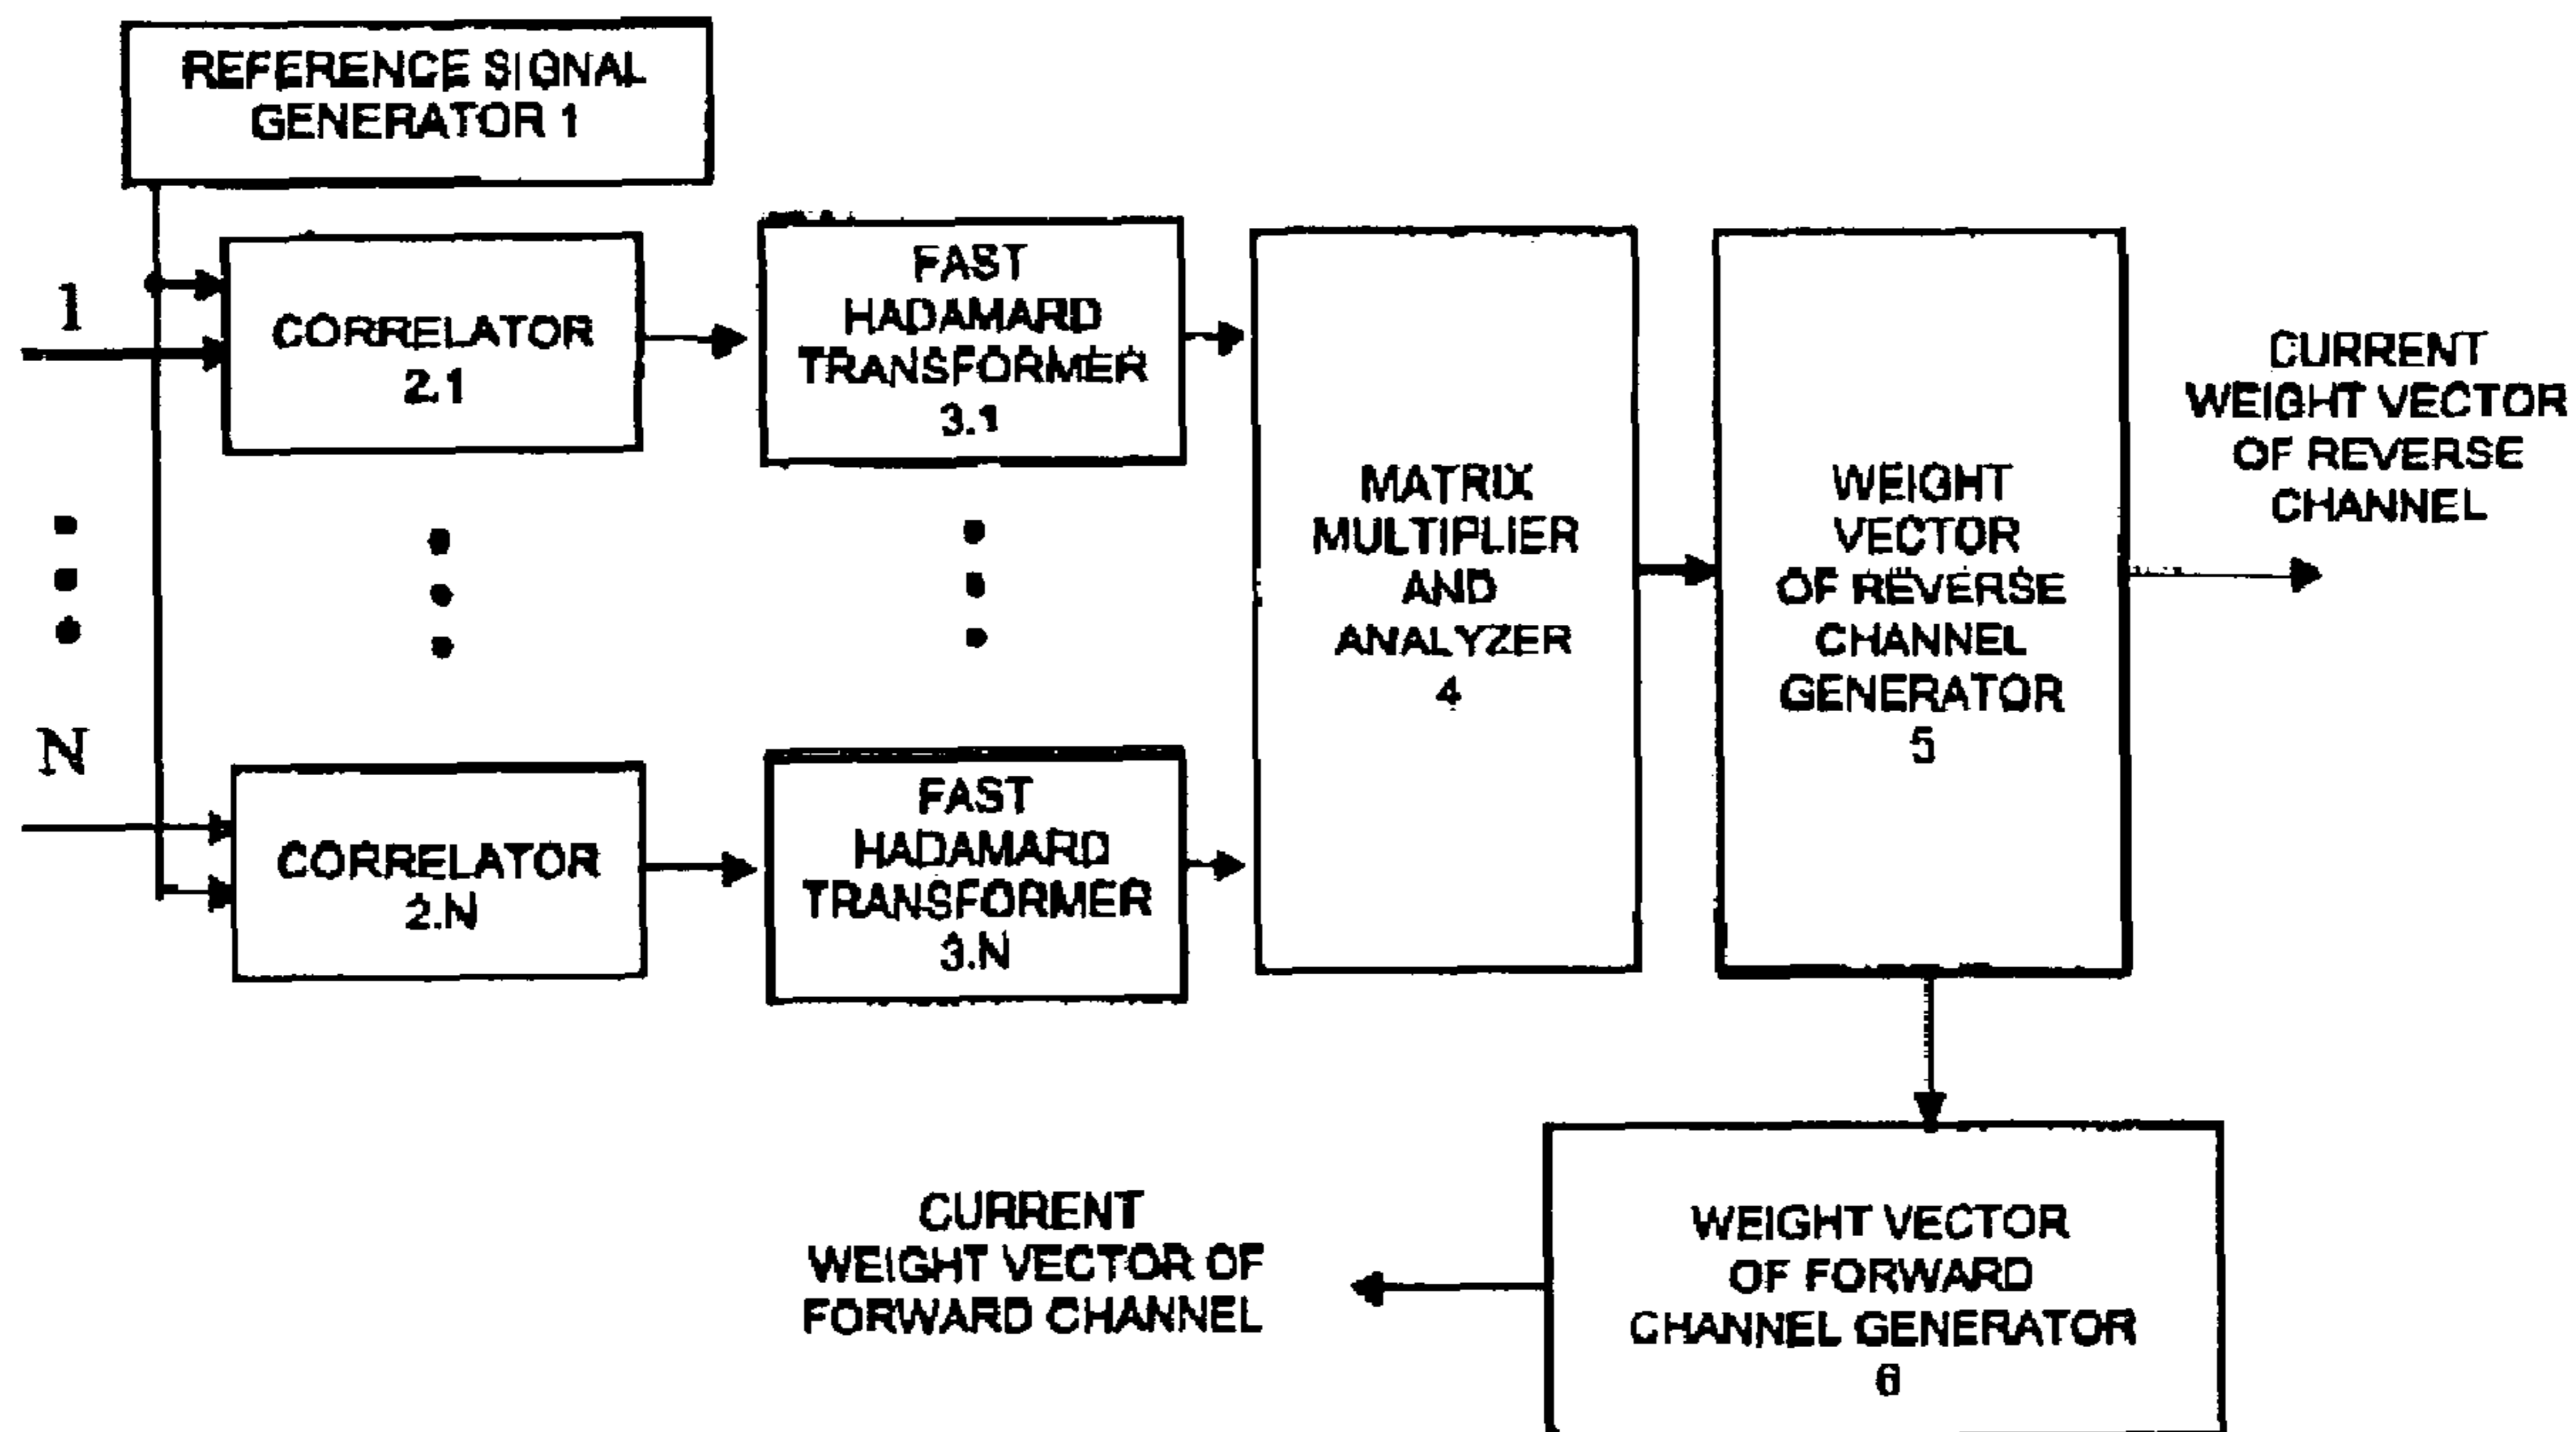 REFERENCE SIGNAL
GENERATOR 1
1
CORRELATOR
2.1
FAST
HADAMARD
TRANSFORMER
3.1
MATRIX
MULTIPLIER
AND
ANALYZER
4
WEIGHT
VECTOR
OF REVERSE
CHANNEL
GENERATOR
5
CURRENT
WEIGHT VECTOR
OF REVERSE
CHANNEL
N
CORRELATOR
2.N
FAST
HADAMARD
TRANSFORMER
3.N
CURRENT
WEIGHT VECTOR OF
FORWARD CHANNEL
WEIGHT VECTOR
OF FORWARD
CHANNEL GENERATOR
6